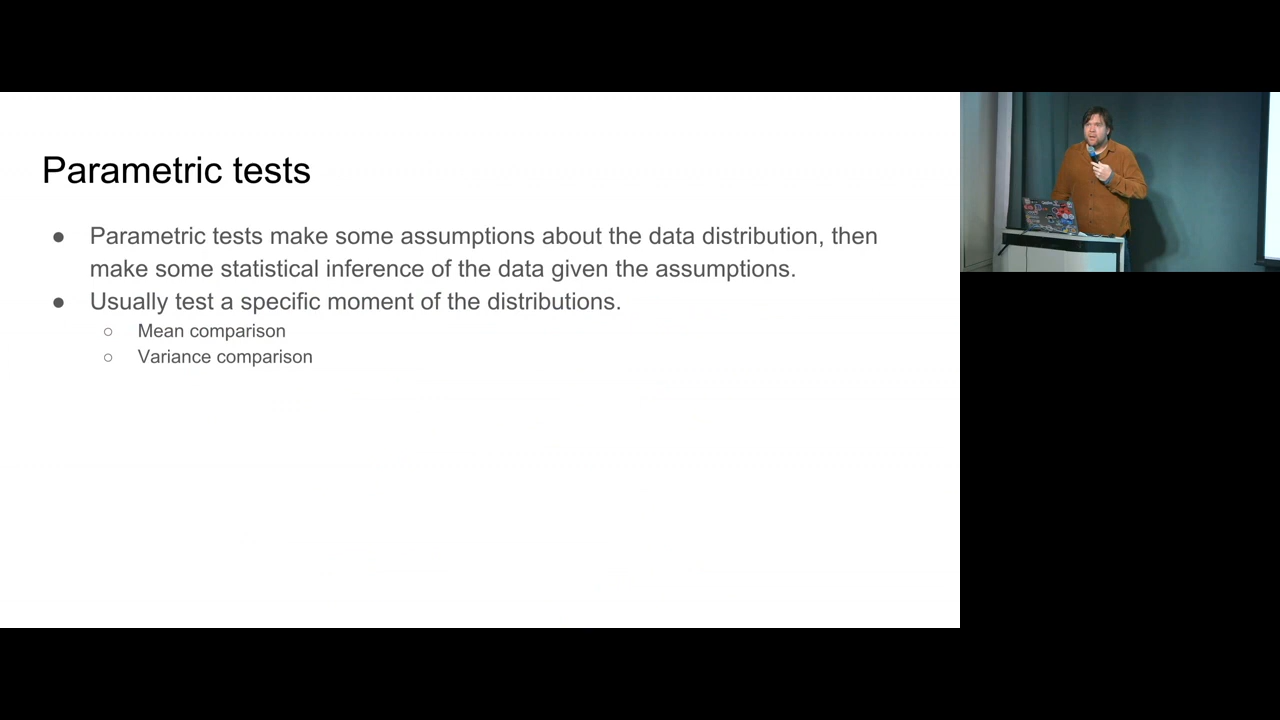 Parametric tests
● Parametric tests make some assumptions about the data distribution, then
make some statistical inference of the data given the assumptions.
● Usually test a specific moment of the distributions.
○ Mean comparison
○ Variance comparison